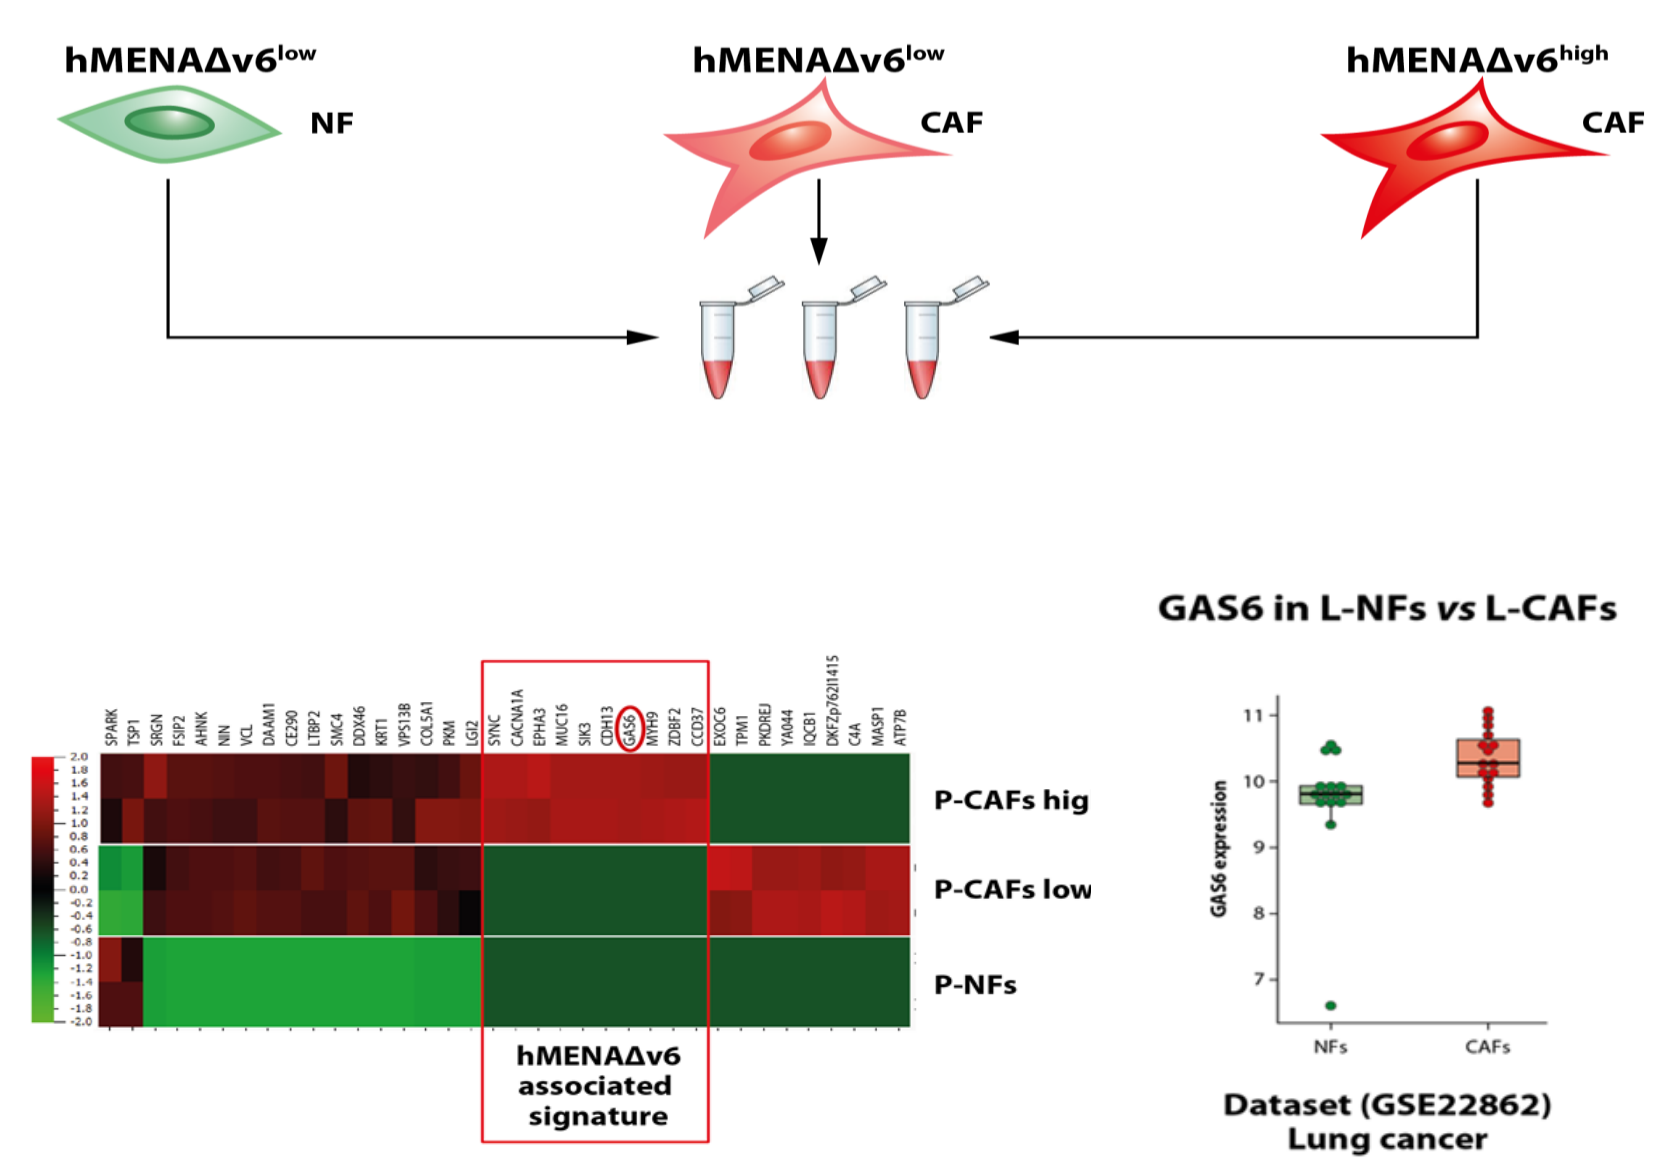 hMENAΔv6low
NF
hMENAΔv6low
CAF
hMENAΔv6high
CAF
GAS6 in L-NFs vs L-CAFs
SPARK
TSP1
SRGN
FSIP2
AHNK
NIN
VCL
DAAM1
CE290
LTBP2
SMC4
DDX46
KRT1
VPS13B
COL5A1
PKM
LGI2
SYNC
CACNA1A
EPHA3
MUC16
SIK3
CDH13
GAS6
MYH9
ZDBF2
CCD37
EXOC6
TPM1
PKDREJ
YA044
IQCB1
DKFZp762I1415
C4A
MASP1
ATP7B
2.0
1.8
1.6
1.4
1.2
1.0
0.8
0.6
0.4
0.2
0.0
-0.2
-0.4
-0.6
-0.8
-1.0
-1.2
-1.4
-1.6
-1.8
-2.0
P-CAFs hig
P-CAFs low
P-NFs
hMENAΔv6
associated
signature
GAS6 expression
11
10
9
8
7
NFs
CAFs
Dataset (GSE22862)
Lung cancer